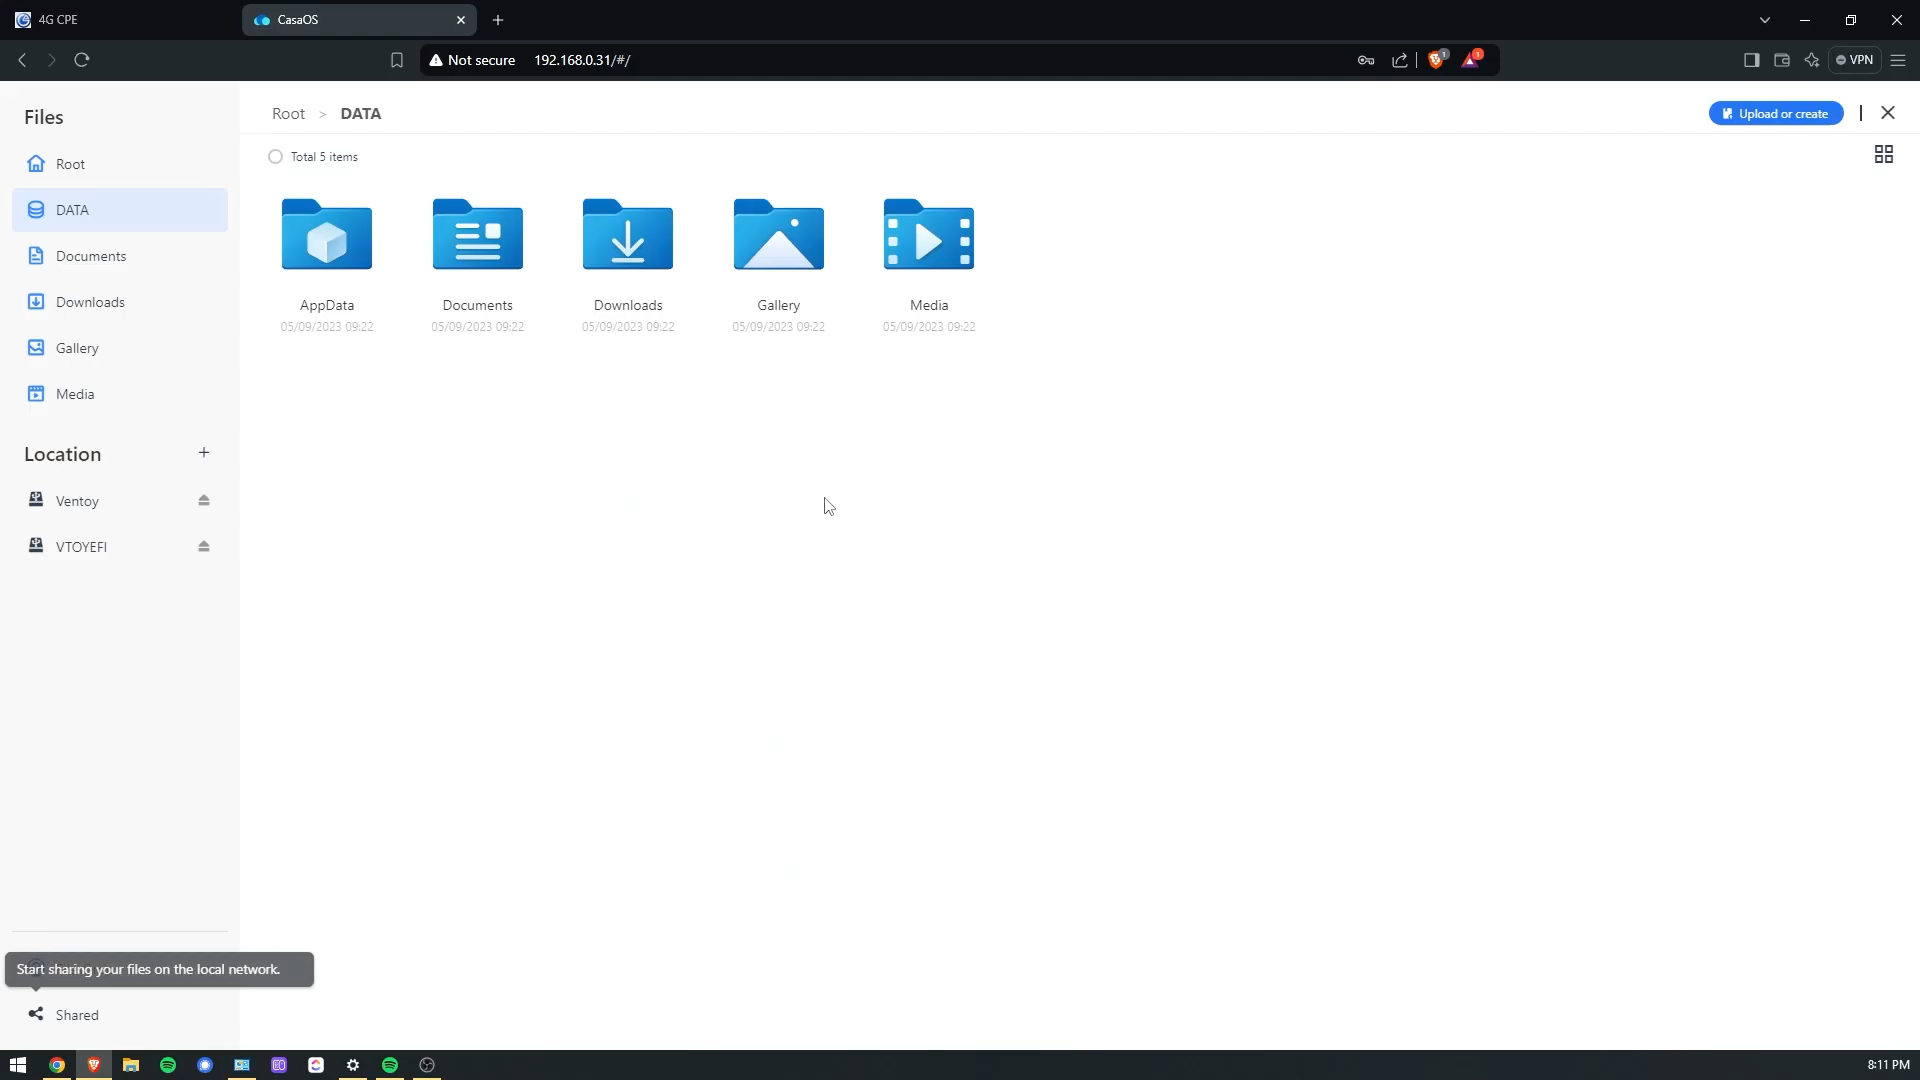 4G CPE
CasaOS
Not secure
192.168.0.31/#/
1
1
VPN
Files
Root > DATA
Upload or create
Root
Total 5 items
DATA
Documents
Downloads
Gallery
Media
AppData
05/09/2023 09:22
Documents
05/09/2023 09:22
Downloads
05/09/2023 09:22
Gallery
05/09/2023 09:22
Media
05/09/2023 09:22
Location
Ventoy
VTOYEFI
Start sharing your files on the local network.
Shared
8:11 PM